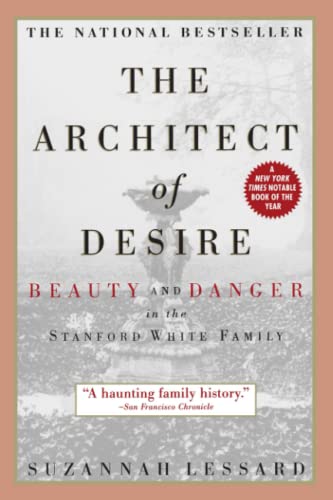 THE NATIONAL BESTSELLER
THE
ARCHITECT
of
DESIRE
A
NEW YORK
TIMES NOTABLE
BOOK OF THE
YEAR
BEAUTY AND DANGER
in the
STANFORD WHITE FAMILY
"A haunting family history."
–San Francisco Chronicle
SUZANNAH LESSARD